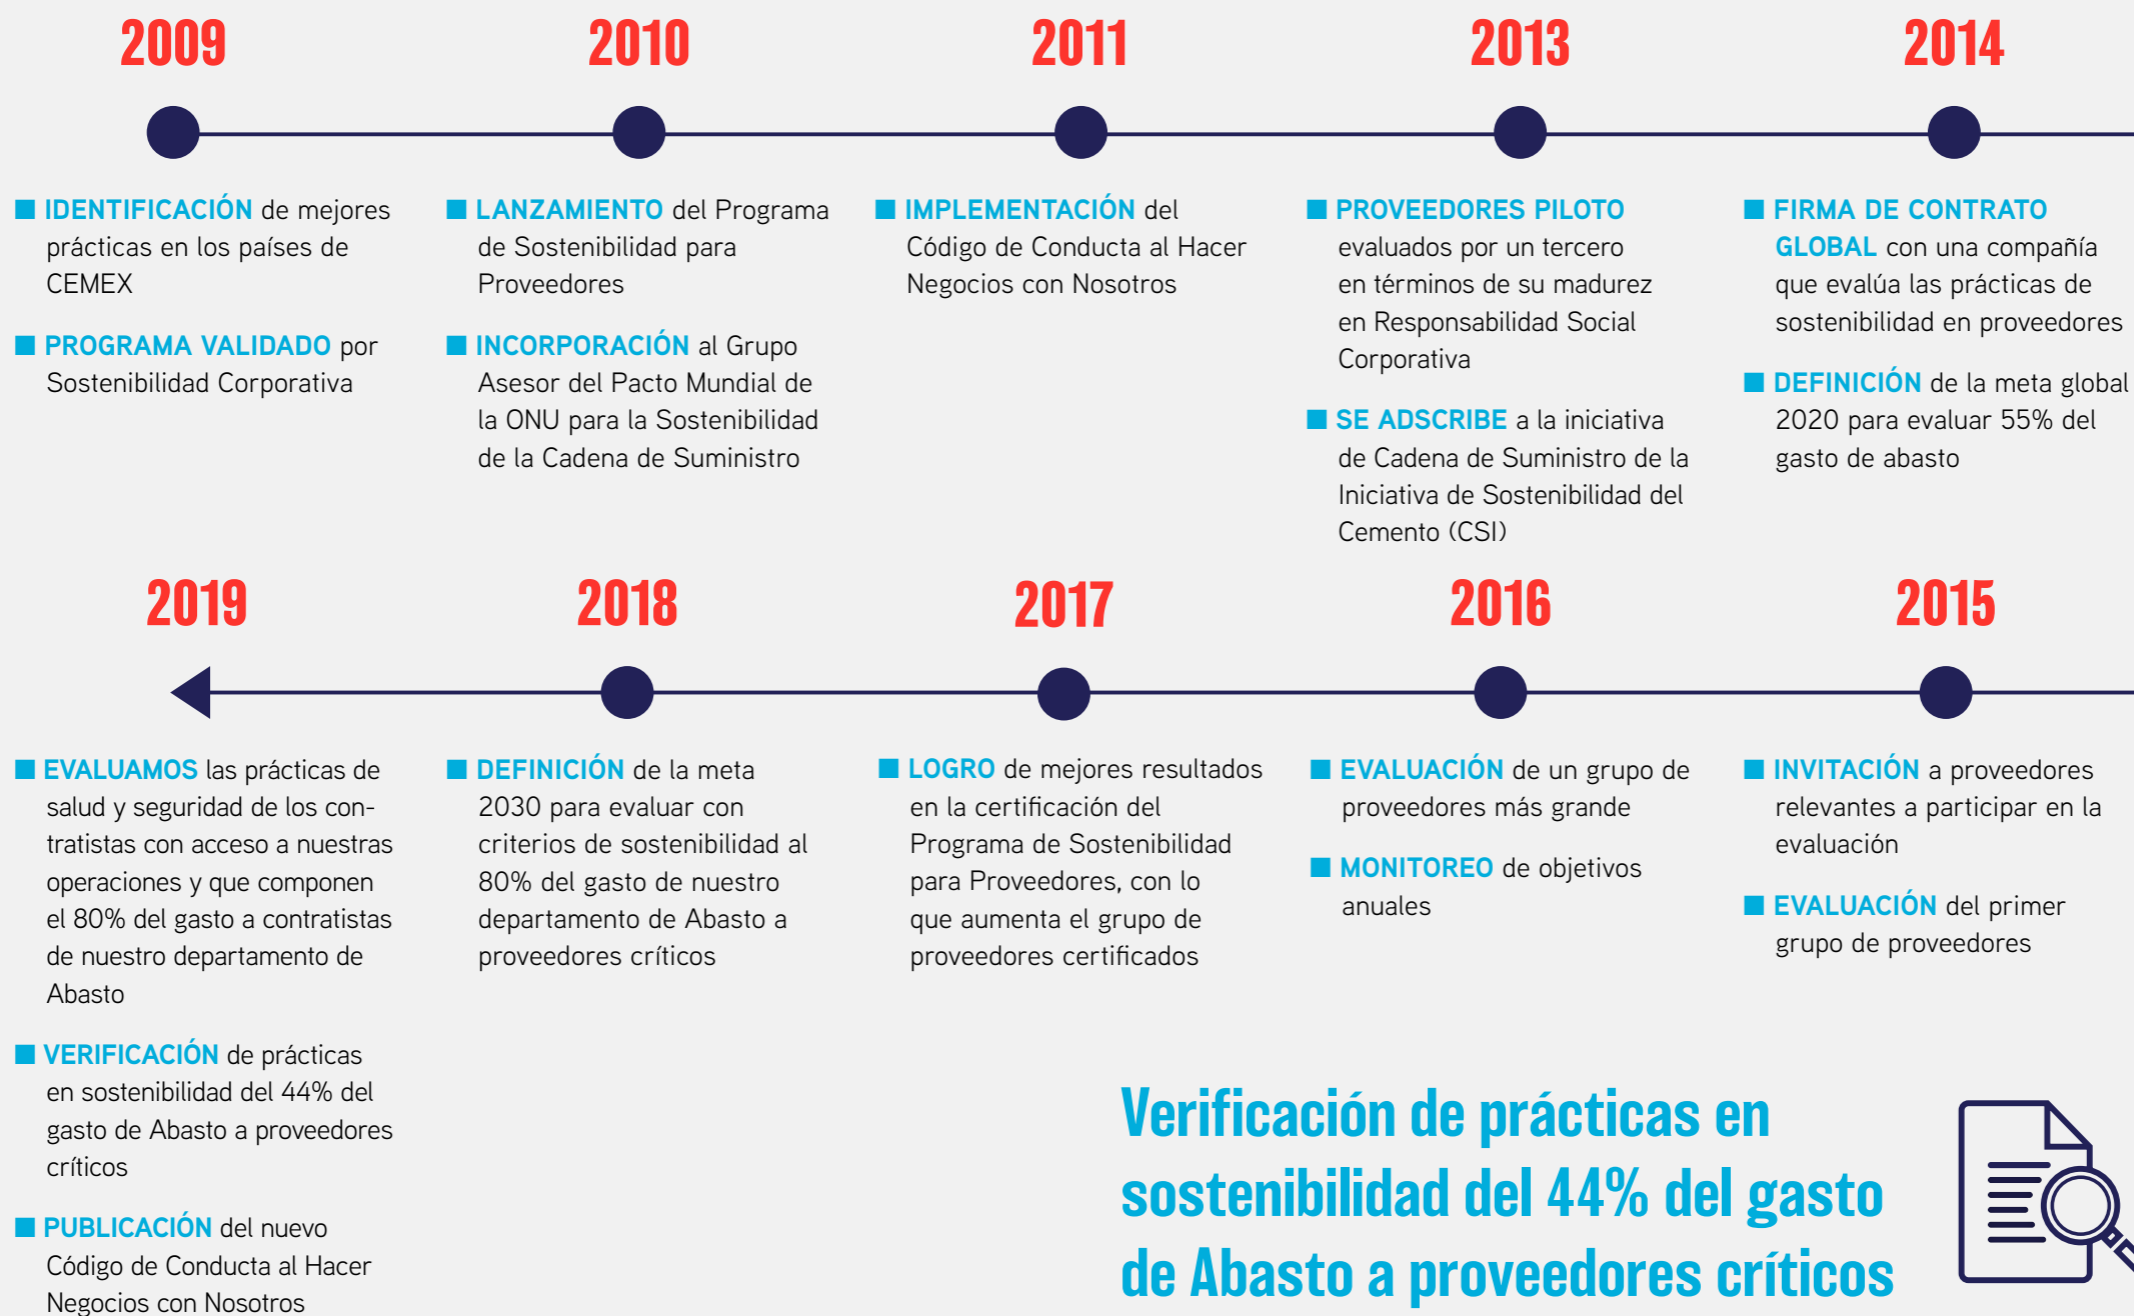 2009
IDENTIFICACIÓN de mejores
prácticas en los países de
CEMEX
PROGRAMA VALIDADO por
Sostenibilidad Corporativa
2010
LANZAMIENTO del Programa
de Sostenibilidad para
Proveedores
INCORPORACIÓN al Grupo
Asesor del Pacto Mundial de
la ONU para la Sostenibilidad
de la Cadena de Suministro
2011
IMPLEMENTACIÓN del
Código de Conducta al Hacer
Negocios con Nosotros
2013
PROVEEDORES PILOTO
evaluados por un tercero
en términos de su madurez
en Responsabilidad Social
Corporativa
SE ADSCRIBE a la iniciativa
de Cadena de Suministro de la
Iniciativa de Sostenibilidad del
Cemento (CSI)
2014
FIRMA DE CONTRATO
GLOBAL con una compañía
que evalúa las prácticas de
sostenibilidad en proveedores
DEFINICIÓN de la meta global
2020 para evaluar 55% del
gasto de abasto
2015
INVITACIÓN a proveedores
relevantes a participar en la
evaluación
EVALUACIÓN del primer
grupo de proveedores
2016
EVALUACIÓN de un grupo de
proveedores más grande
MONITOREO de objetivos
anuales
2017
LOGRO de mejores resultados
en la certificación del
Programa de Sostenibilidad
para Proveedores, con lo
que aumenta el grupo de
proveedores certificados
2018
DEFINICIÓN de la meta
2030 para evaluar con
criterios de sostenibilidad al
80% del gasto de nuestro
departamento de Abasto a
proveedores críticos
2019
EVALUAMOS las prácticas de
salud y seguridad de los con-
tratistas con acceso a nuestras
operaciones y que componen
el 80% del gasto a contratistas
de nuestro departamento de
Abasto
VERIFICACIÓN de prácticas
en sostenibilidad del 44% del
gasto de Abasto a proveedores
críticos
PUBLICACIÓN del nuevo
Código de Conducta al Hacer
Negocios con Nosotros
Verificación de prácticas en
sostenibilidad del 44% del gasto
de Abasto a proveedores críticos